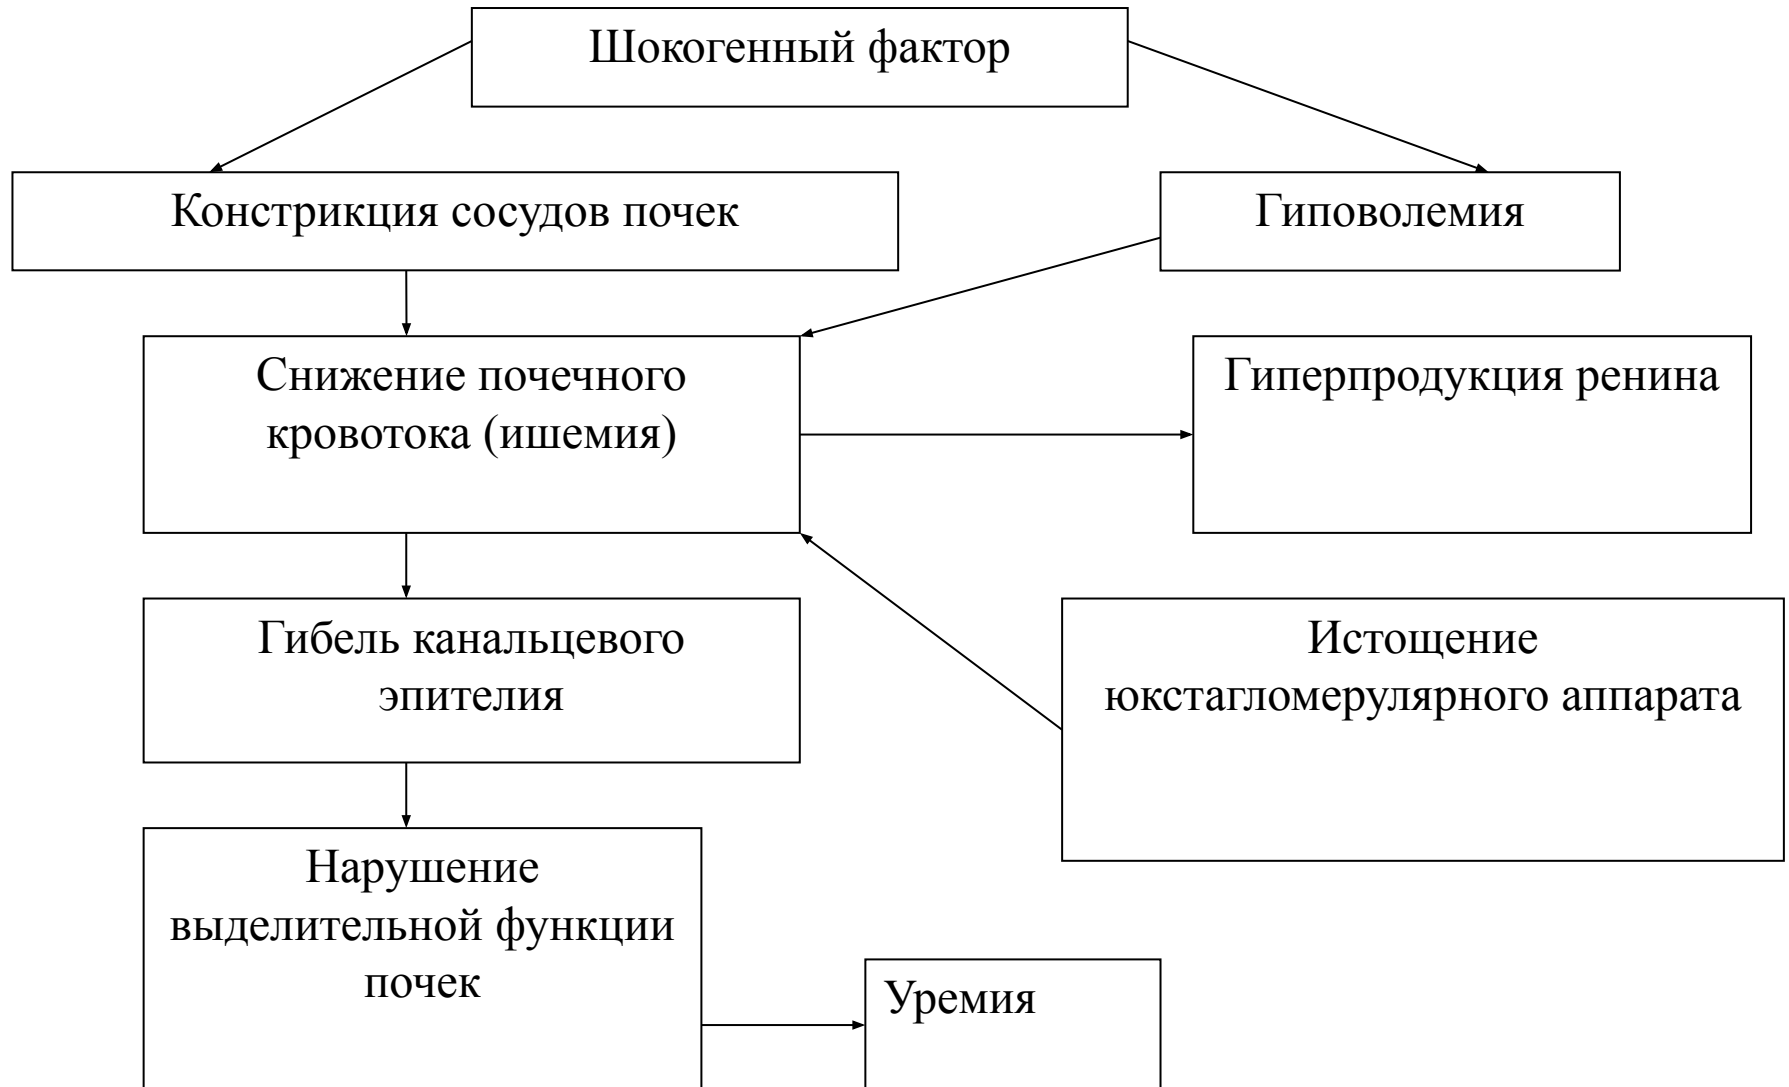 Шокогенный фактор
Констрикция сосудов почек
Гиповолемия
Снижение почечного
кровотока (ишемия)
Гиперпродукция ренина
Гибель канальцевого
эпителия
Истощение
юкстагломерулярного аппарата
Нарушение
выделительной функции
почек
Уремия